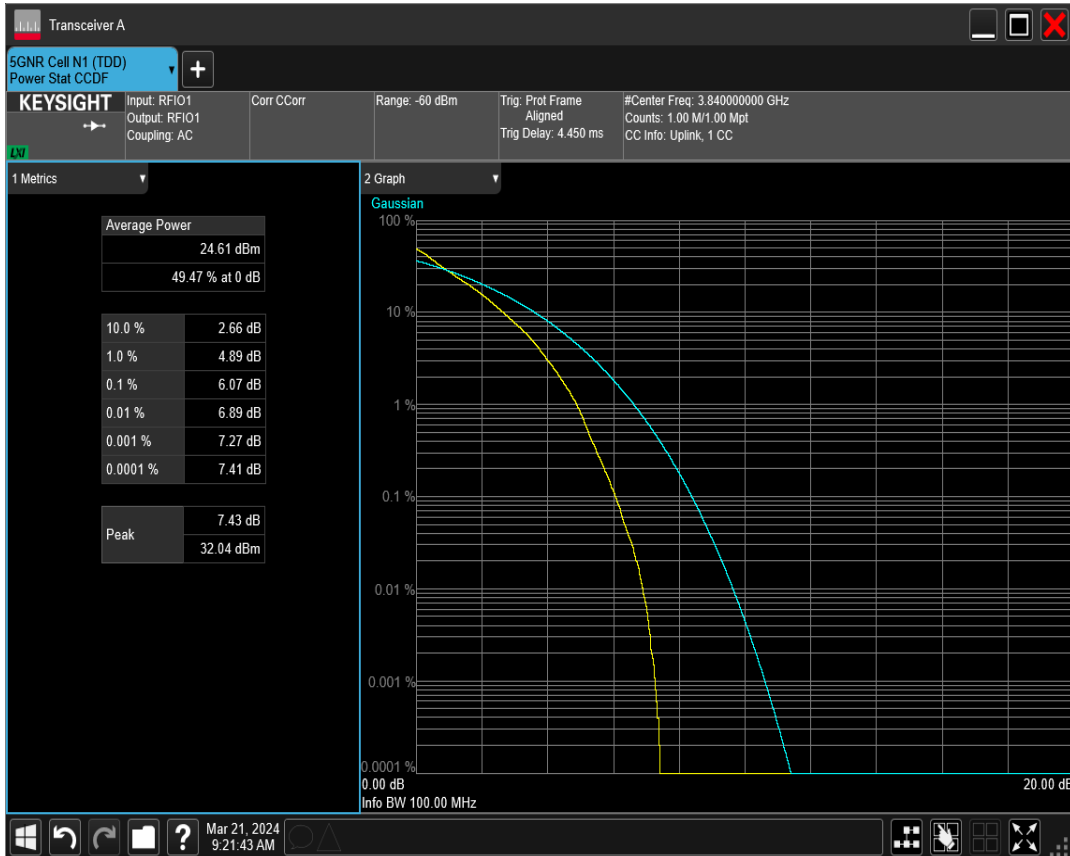 Transceiver A
5GNR Cell N1 (TDD)
Power Stat CCDF
KEYSIGHT
LXI
Input: RFIO1
Output: RFIO1
Coupling: AC
Corr CCorr
Range: -60 dBm
Trig: Prot Frame
Aligned
Trig Delay: 4.450 ms
#Center Freq: 3.840000000 GHz
Counts: 1.00 M/1.00 Mpt
CC Info: Uplink, 1 CC
1 Metrics
Average Power
24.61 dBm
49.47 % at 0 dB
10.0 % 2.66 dB
1.0 % 4.89 dB
0.1 % 6.07 dB
0.01 % 6.89 dB
0.001 % 7.27 dB
0.0001 % 7.41 dB
Peak 7.43 dB
32.04 dBm
2 Graph
Gaussian
100 %
10 %
1 %
0.1 %
0.01 %
0.001 %
0.0001 %
0.00 dB 20.00 dB
Info BW 100.00 MHz
?
Mar 21, 2024
9:21:43 AM